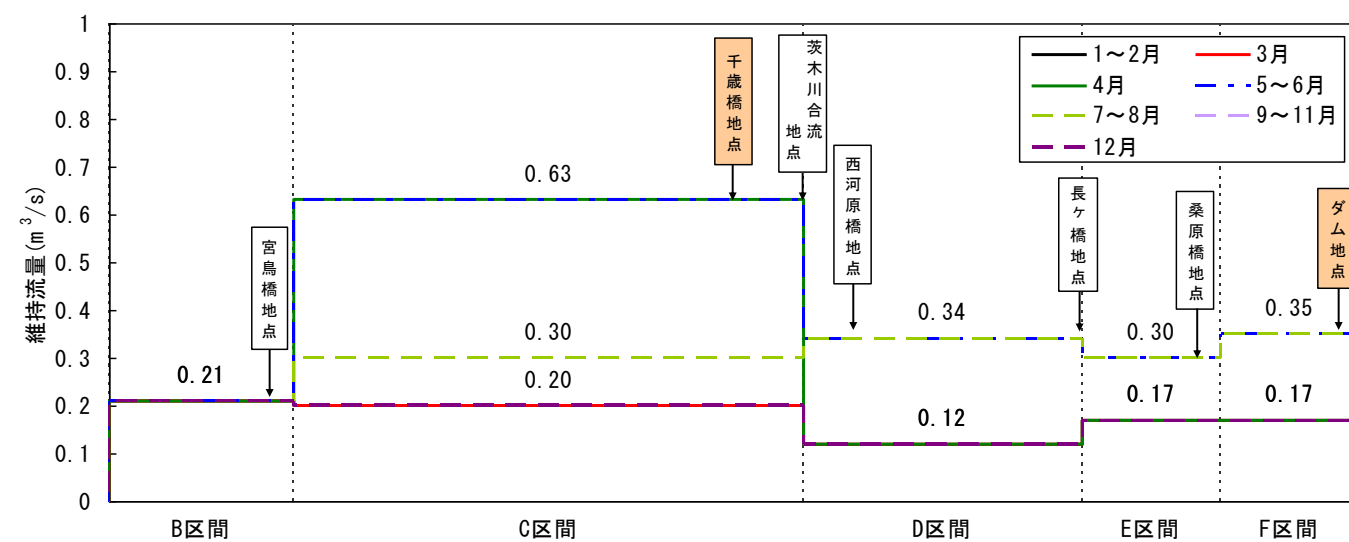 維持流量(m³/s)
1
0.9
0.8
0.7
0.6
0.5
0.4
0.3
0.2
0.1
0
1～2月
3月
4月
5～6月
7～8月
9～11月
12月
宮鳥橋地点
千歳橋地点
茨木川合流
地点
西河原橋地点
長ヶ橋地点
桑原橋地点
ダム地点
0.21
0.63
0.30
0.20
0.34
0.12
0.30
0.17
0.35
0.17
B区間
C区間
D区間
E区間
F区間